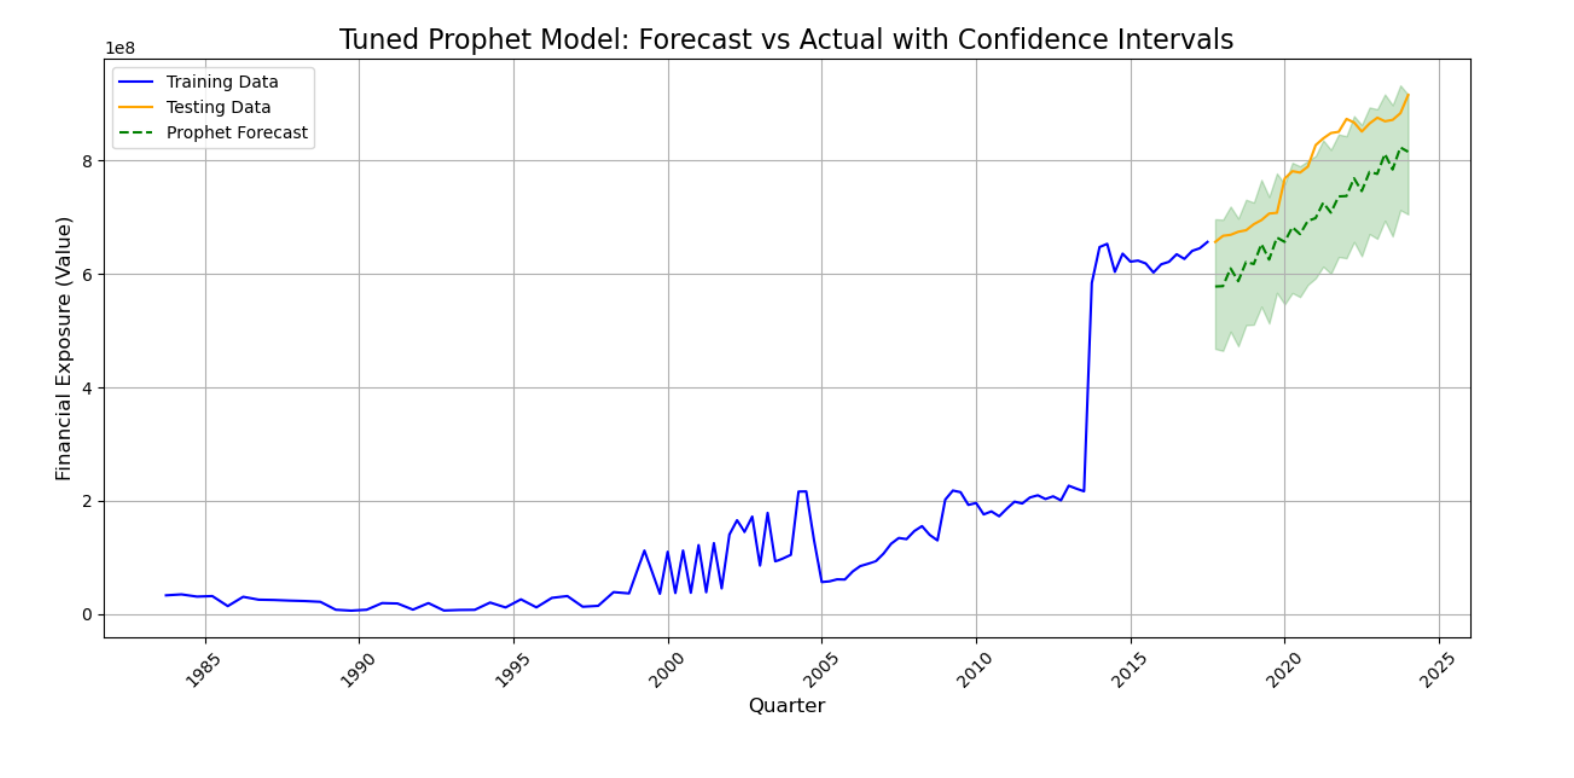 Tuned Prophet Model: Forecast vs Actual with Confidence Intervals
1e8
Training Data
Testing Data
Prophet Forecast
8
6
4
2
0
Financial Exposure (Value)
1985
1990
1995
2000
2005
2010
2015
2020
2025
Quarter